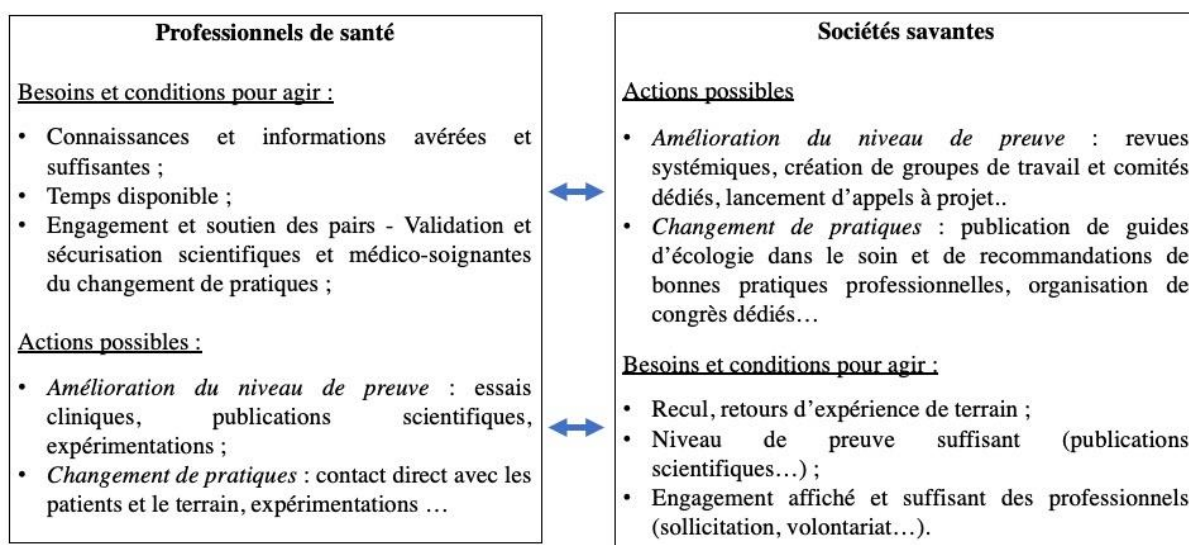 Professionnels de santé
Besoins et conditions pour agir :
• Connaissances et informations avérées et
suffisantes ;
• Temps disponible ;
• Engagement et soutien des pairs - Validation et
sécurisation scientifiques et médico-soignantes
du changement de pratiques ;
Actions possibles :
• Amélioration du niveau de preuve : essais
cliniques, publications scientifiques,
expérimentations ;
• Changement de pratiques : contact direct avec les
patients et le terrain, expérimentations …
Sociétés savantes
Actions possibles
• Amélioration du niveau de preuve : revues
systémiques, création de groupes de travail et comités
dédiés, lancement d’appels à projet..
• Changement de pratiques : publication de guides
d’écologie dans le soin et de recommandations de
bonnes pratiques professionnelles, organisation de
congrès dédiés…
Besoins et conditions pour agir :
• Recul, retours d’expérience de terrain ;
• Niveau de preuve suffisant (publications
scientifiques…) ;
• Engagement affiché et suffisant des professionnels
(sollicitation, volontariat…).